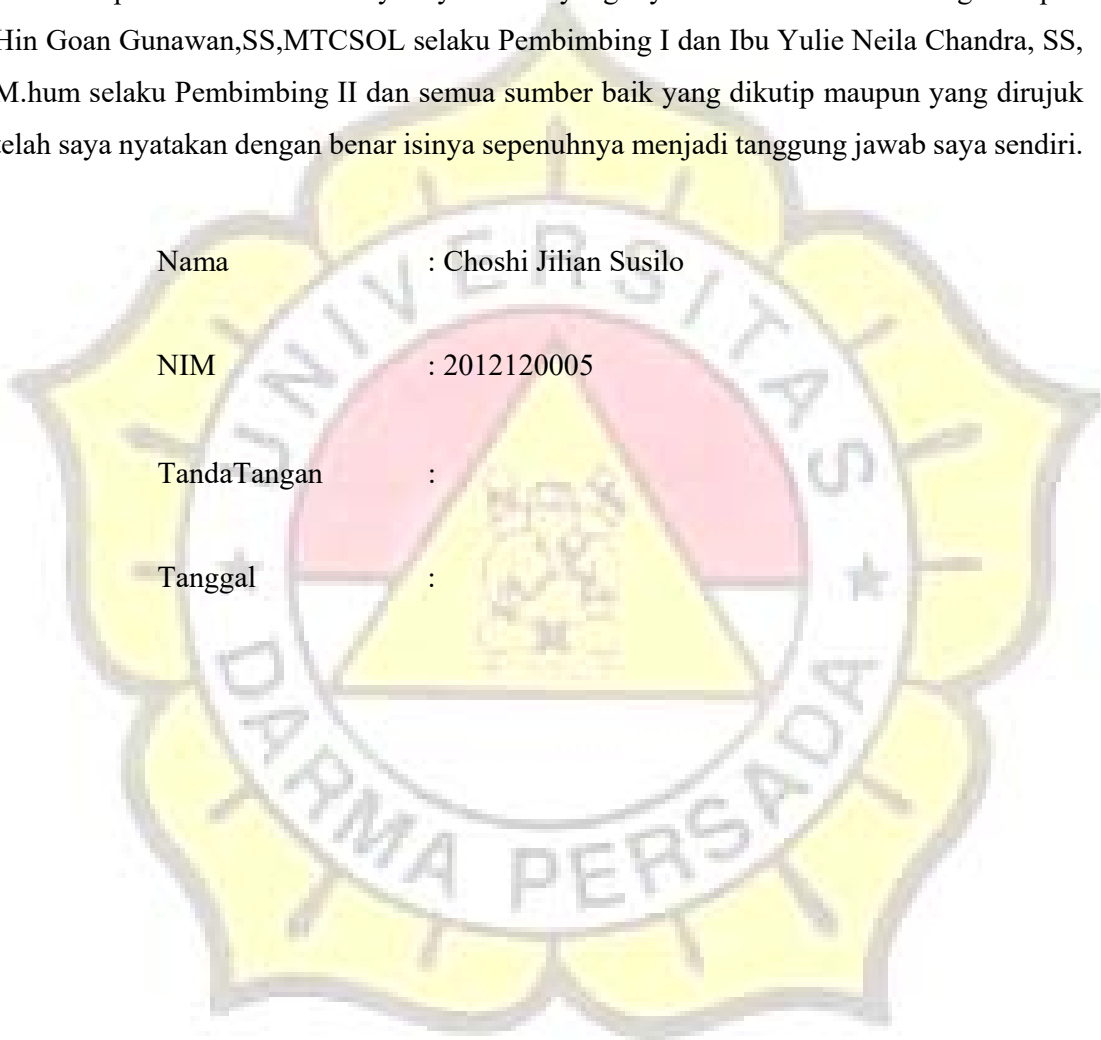 Hin Goan Gunawan,SS,MTCSOL selaku Pembimbing I dan Ibu Yulie Neila Chandra, SS,
M.hum selaku Pembimbing II dan semua sumber baik yang dikutip maupun yang dirujuk
telah saya nyatakan dengan benar isinya sepenuhnya menjadi tanggung jawab saya sendiri.
Nama : Choshi Jilian Susilo
NIM : 2012120005
TandaTangan :
Tanggal :
UNIVERSITAS
DARMA PERSADA